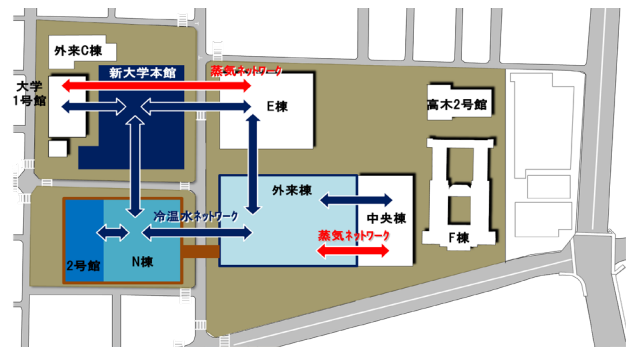 外来C棟
新大学本館
蒸気ネットワーク
大学
1号館
E棟
高木2号館
外来棟
冷温水ネットワーク
中央棟
蒸気ネットワーク
2号館
N棟
F棟